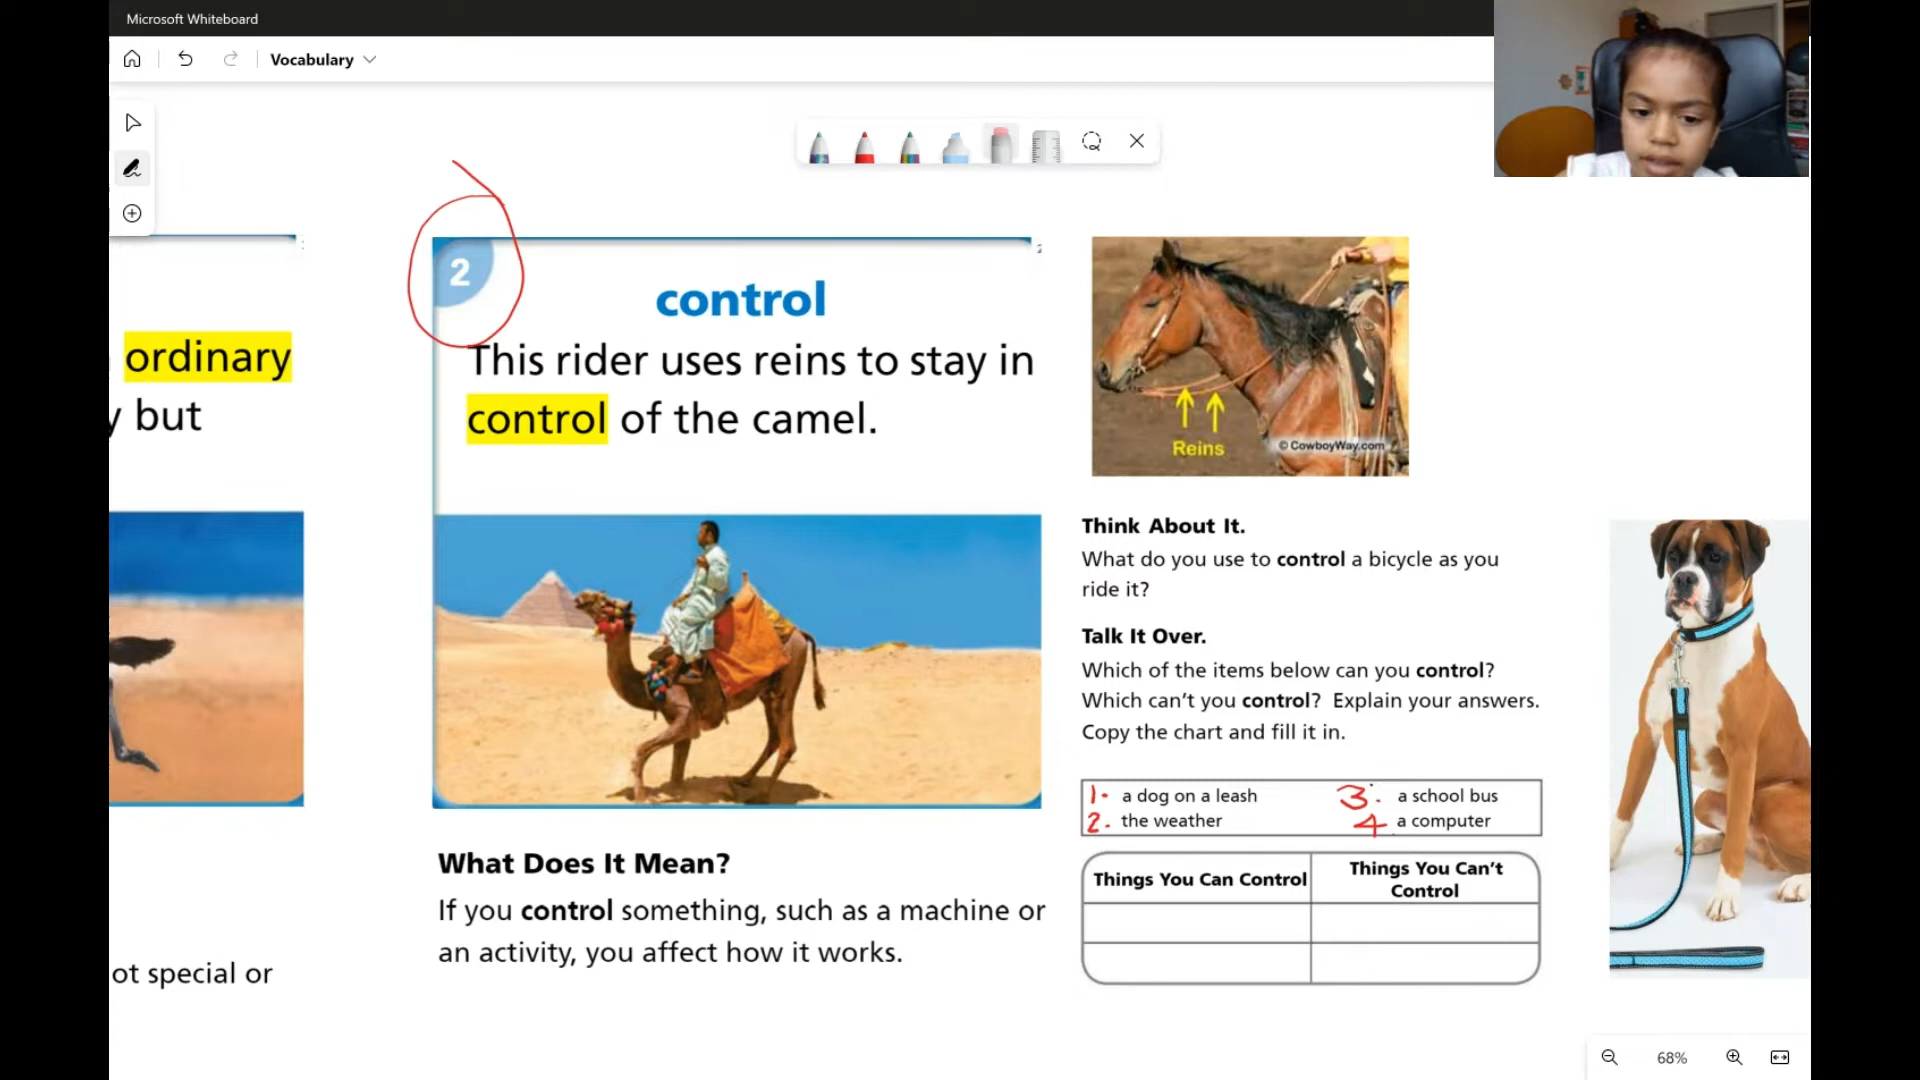 Microsoft Whiteboard
Vocabulary
ordinary
y but
ot special or
2
control
This rider uses reins to stay in
control of the camel.
What Does It Mean?
If you control something, such as a machine or
an activity, you affect how it works.
Reins
© CowboyWay.com
Think About It.
What do you use to control a bicycle as you
ride it?
Talk It Over.
Which of the items below can you control?
Which can't you control? Explain your answers.
Copy the chart and fill it in.
1. a dog on a leash 3. a school bus
2. the weather 4 a computer
Things You Can Control Things You Can't
Control
68%